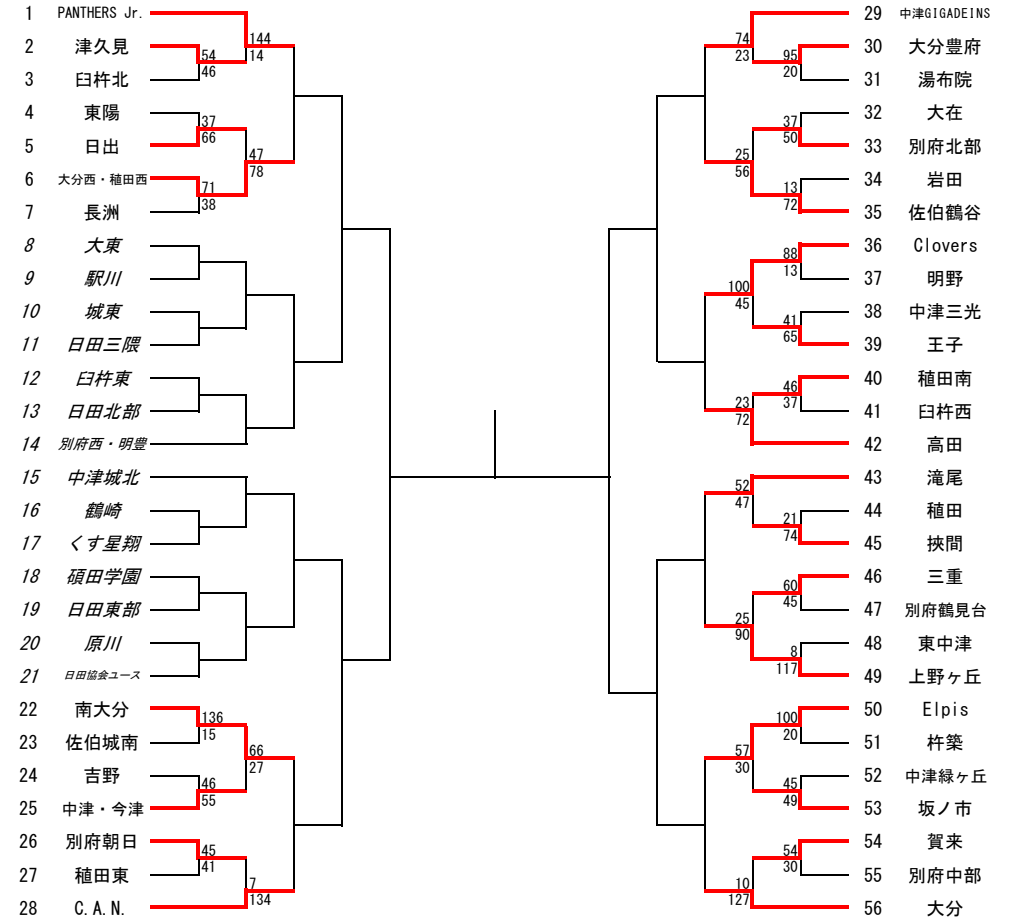 1 PANTHERS Jr.
144
14
2 津久見
54
46
3 臼杵北
4 東陽
37
66
5 日出
47
78
6 大分西・稙田西
71
38
7 長洲
8 大東
9 駅川
10 城東
11 日田三隈
12 臼杵東
13 日田北部
14 別府西・明豊
15 中津城北
16 鶴崎
17 くす星翔
18 碩田学園
19 日田東部
20 原川
21 日田協会ユース
22 南大分
136
15
23 佐伯城南
66
27
24 吉野
46
55
25 中津・今津
26 別府朝日
45
41
27 稙田東
7
134
28 C.A.N.
29 中津GIGADEINS
74
23
30 大分豊府
95
20
31 湯布院
32 大在
37
50
33 別府北部
25
56
34 岩田
13
72
35 佐伯鶴谷
36 Clovers
88
13
37 明野
100
45
38 中津三光
41
65
39 王子
40 稙田南
46
37
41 臼杵西
23
72
42 高田
43 滝尾
52
47
44 稙田
21
74
45 挾間
46 三重
60
45
47 別府鶴見台
25
90
48 東中津
8
117
49 上野ヶ丘
50 Elpis
100
20
51 杵築
57
30
52 中津緑ヶ丘
45
49
53 坂ノ市
54 賀来
54
30
55 別府中部
10
127
56 大分